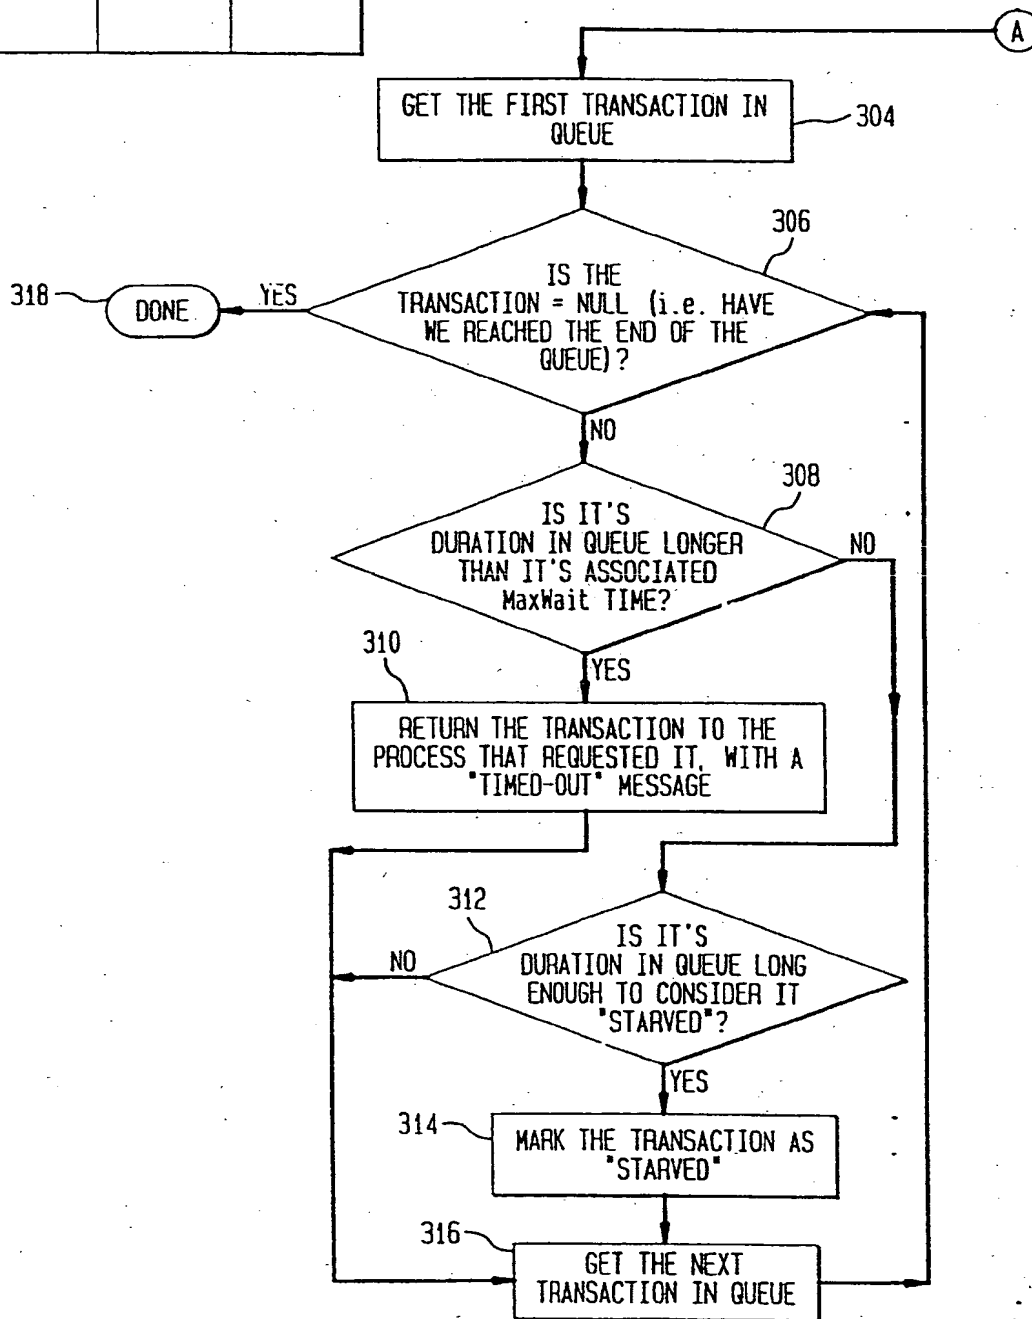 A
GET THE FIRST TRANSACTION IN
QUEUE
304
306
IS THE
TRANSACTION = NULL (i.e. HAVE
WE REACHED THE END OF THE
QUEUE)?
318
DONE
YES
NO
308
IS IT'S
DURATION IN QUEUE LONGER
THAN IT'S ASSOCIATED
MaxWait TIME?
NO
310
YES
RETURN THE TRANSACTION TO THE
PROCESS THAT REQUESTED IT, WITH A
"TIMED-OUT" MESSAGE
312
IS IT'S
DURATION IN QUEUE LONG
ENOUGH TO CONSIDER IT
"STARVED"?
NO
YES
314
MARK THE TRANSACTION AS
"STARVED"
316
GET THE NEXT
TRANSACTION IN QUEUE